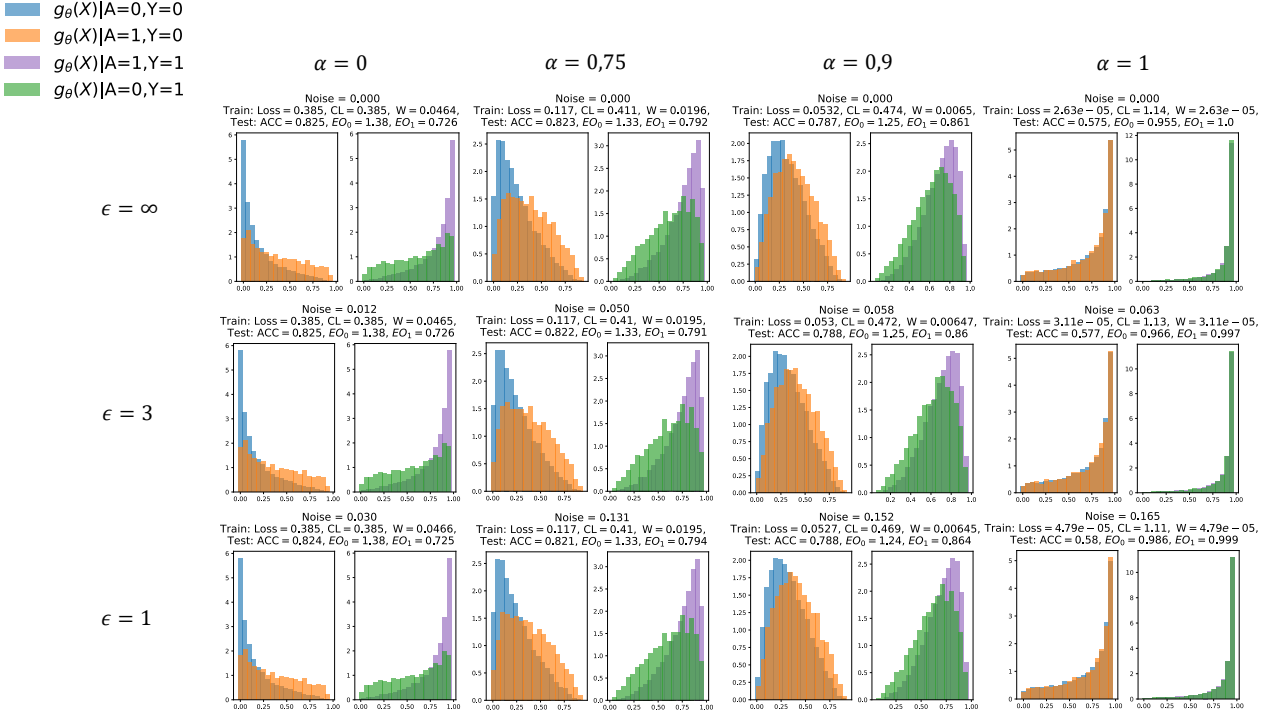 g_θ(X)|A=0,Y=0
g_θ(X)|A=1,Y=0
g_θ(X)|A=1,Y=1
g_θ(X)|A=0,Y=1
α = 0
α = 0,75
α = 0,9
α = 1
ϵ = ∞
Noise = 0.000
Train: Loss = 0.385, CL = 0.385, W = 0.0464,
Test: ACC = 0.825, EO₀ = 1.38, EO₁ = 0.726
Noise = 0.000
Train: Loss = 0.117, CL = 0.411, W = 0.0196,
Test: ACC = 0.823, EO₀ = 1.33, EO₁ = 0.792
Noise = 0.000
Train: Loss = 0.0532, CL = 0.474, W = 0.0065,
Test: ACC = 0.787, EO₀ = 1.25, EO₁ = 0.861
Noise = 0.000
Train: Loss = 2.63e−05, CL = 1.14, W = 2.63e−05,
Test: ACC = 0.575, EO₀ = 0.955, EO₁ = 1.0
ϵ = 3
Noise = 0.012
Train: Loss = 0.385, CL = 0.385, W = 0.0465,
Test: ACC = 0.825, EO₀ = 1.38, EO₁ = 0.726
Noise = 0.050
Train: Loss = 0.117, CL = 0.41, W = 0.0195,
Test: ACC = 0.822, EO₀ = 1.33, EO₁ = 0.791
Noise = 0.058
Train: Loss = 0.053, CL = 0.472, W = 0.00647,
Test: ACC = 0.788, EO₀ = 1.25, EO₁ = 0.86
Noise = 0.063
Train: Loss = 3.11e−05, CL = 1.13, W = 3.11e−05,
Test: ACC = 0.577, EO₀ = 0.966, EO₁ = 0.997
ϵ = 1
Noise = 0.030
Train: Loss = 0.385, CL = 0.385, W = 0.0466,
Test: ACC = 0.824, EO₀ = 1.38, EO₁ = 0.725
Noise = 0.131
Train: Loss = 0.117, CL = 0.41, W = 0.0195,
Test: ACC = 0.821, EO₀ = 1.33, EO₁ = 0.794
Noise = 0.152
Train: Loss = 0.0527, CL = 0.469, W = 0.00645,
Test: ACC = 0.788, EO₀ = 1.24, EO₁ = 0.864
Noise = 0.165
Train: Loss = 4.79e−05, CL = 1.11, W = 4.79e−05,
Test: ACC = 0.58, EO₀ = 0.986, EO₁ = 0.999